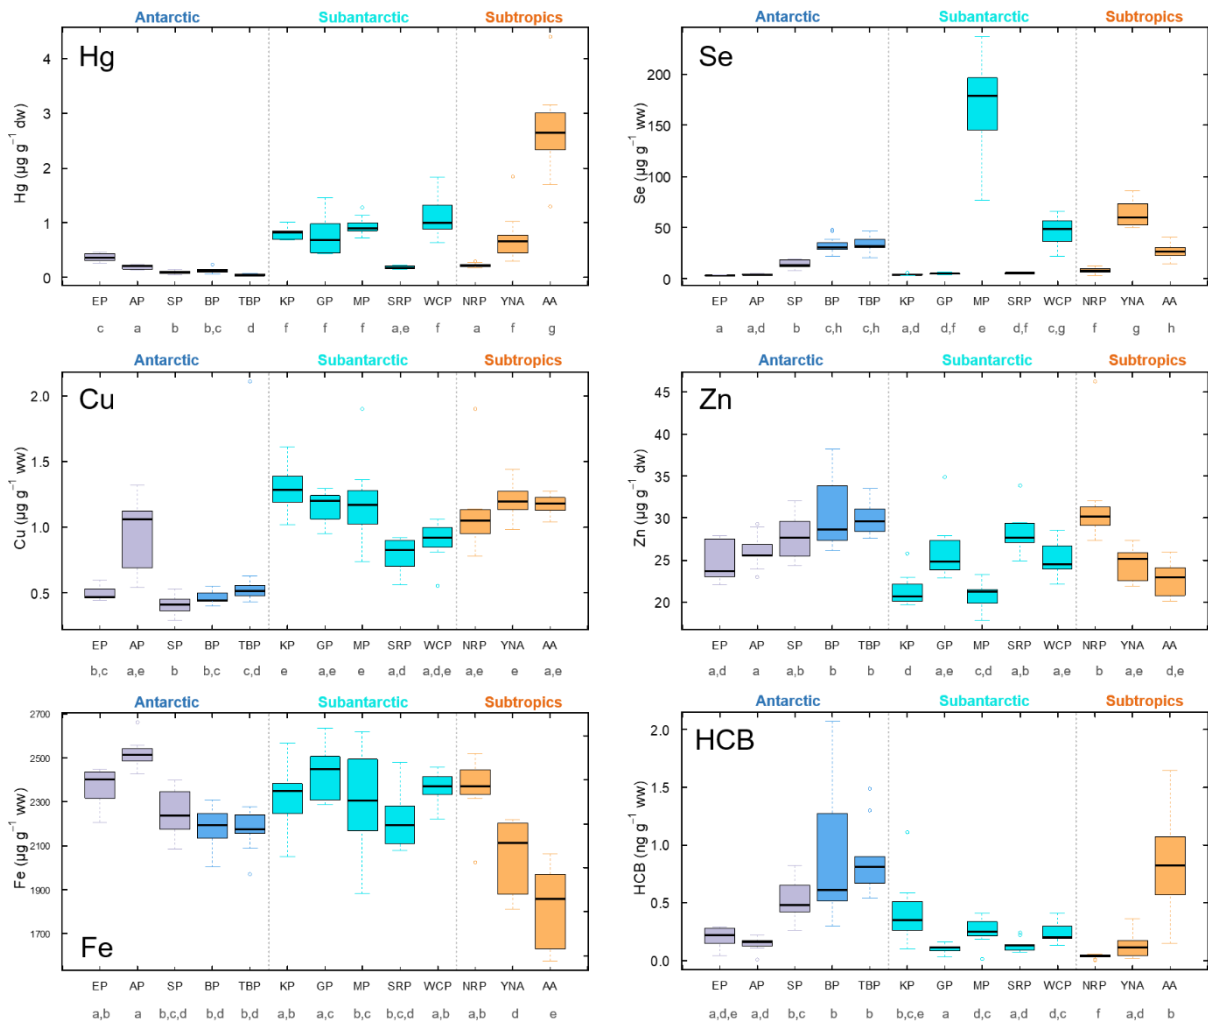 Antarctic Subantarctic Subtropics
Hg
Hg (µg g⁻¹ dw)
4
3
2
1
0
EP AP SP BP TBP KP GP MP SRP WCP NRP YNA AA
c a b b,c d f f f a,e f a f g
Antarctic Subantarctic Subtropics
Se
Se (µg g⁻¹ ww)
200
150
100
50
0
EP AP SP BP TBP KP GP MP SRP WCP NRP YNA AA
a a,d b c,h c,h a,d d,f e d,f c,g f g h
Antarctic Subantarctic Subtropics
Cu
Cu (µg g⁻¹ ww)
2.0
1.5
1.0
0.5
EP AP SP BP TBP KP GP MP SRP WCP NRP YNA AA
b,c a,e b b,c c,d e a,e e a,d a,d,e a,e e a,e
Antarctic Subantarctic Subtropics
Zn
Zn (µg g⁻¹ dw)
45
40
35
30
25
20
EP AP SP BP TBP KP GP MP SRP WCP NRP YNA AA
a,d a a,b b b d a,e c,d a,b a,e b a,e d,e
Antarctic Subantarctic Subtropics
Fe
Fe (µg g⁻¹ ww)
2700
2500
2300
2100
1900
1700
EP AP SP BP TBP KP GP MP SRP WCP NRP YNA AA
a,b a b,c,d b,d b,d a,b a,c b,c b,c,d a,b a,b d e
Antarctic Subantarctic Subtropics
HCB
HCB (ng g⁻¹ ww)
2.0
1.5
1.0
0.5
0.0
EP AP SP BP TBP KP GP MP SRP WCP NRP YNA AA
a,d,e a,d b,c b b b,c,e a d,c a,d d,c f a,d b